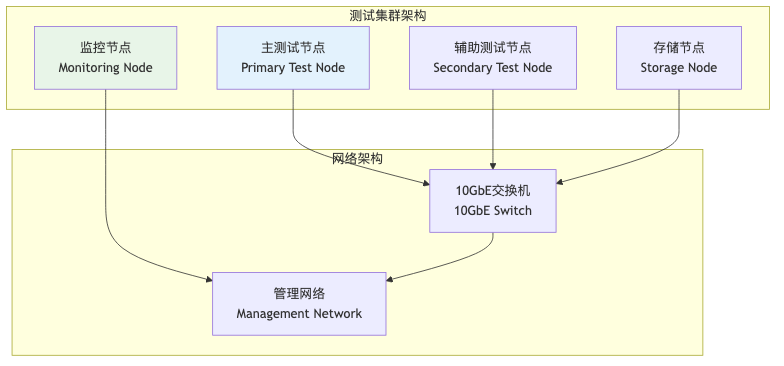 测试集群架构
监控节点
Monitoring Node
主测试节点
Primary Test Node
辅助测试节点
Secondary Test Node
存储节点
Storage Node
网络架构
10GbE交换机
10GbE Switch
管理网络
Management Network